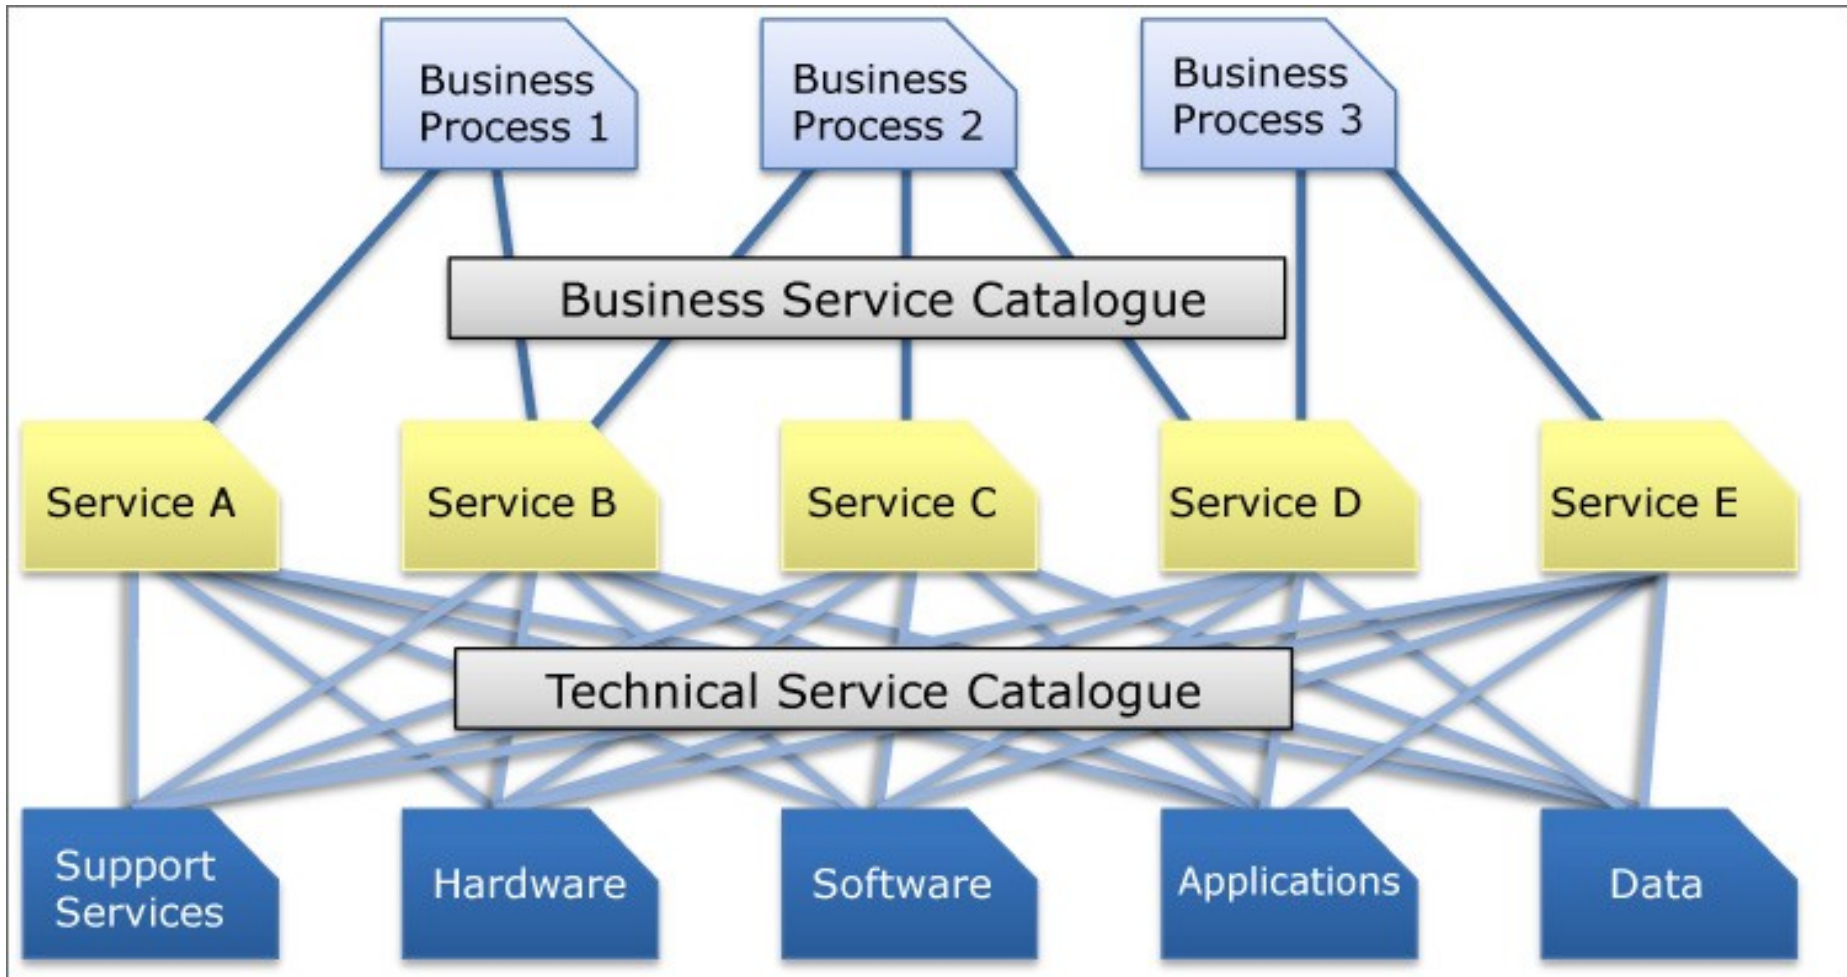 Business
Process 1
Business
Process 2
Business
Process 3
Business Service Catalogue
Service A
Service B
Service C
Service D
Service E
Technical Service Catalogue
Support
Services
Hardware
Software
Applications
Data